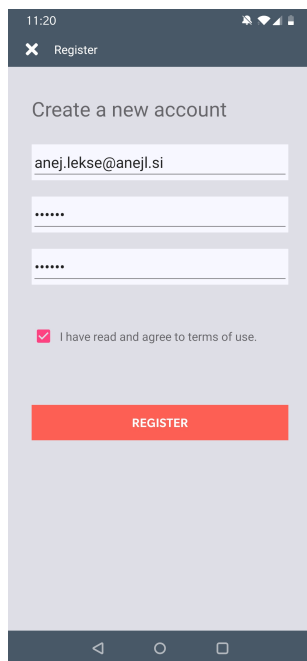 11:20
Register
Create a new account
anej.lekse@anejl.si
••••••
••••••
I have read and agree to terms of use.
REGISTER